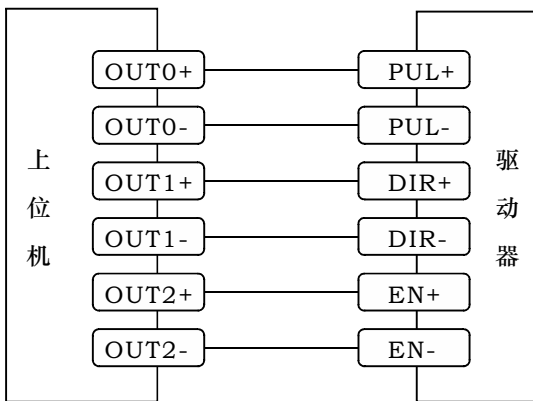 上位机
OUT0+ PUL+
OUT0- PUL-
OUT1+ DIR+
OUT1- DIR-
OUT2+ EN+
OUT2- EN-
驱动器